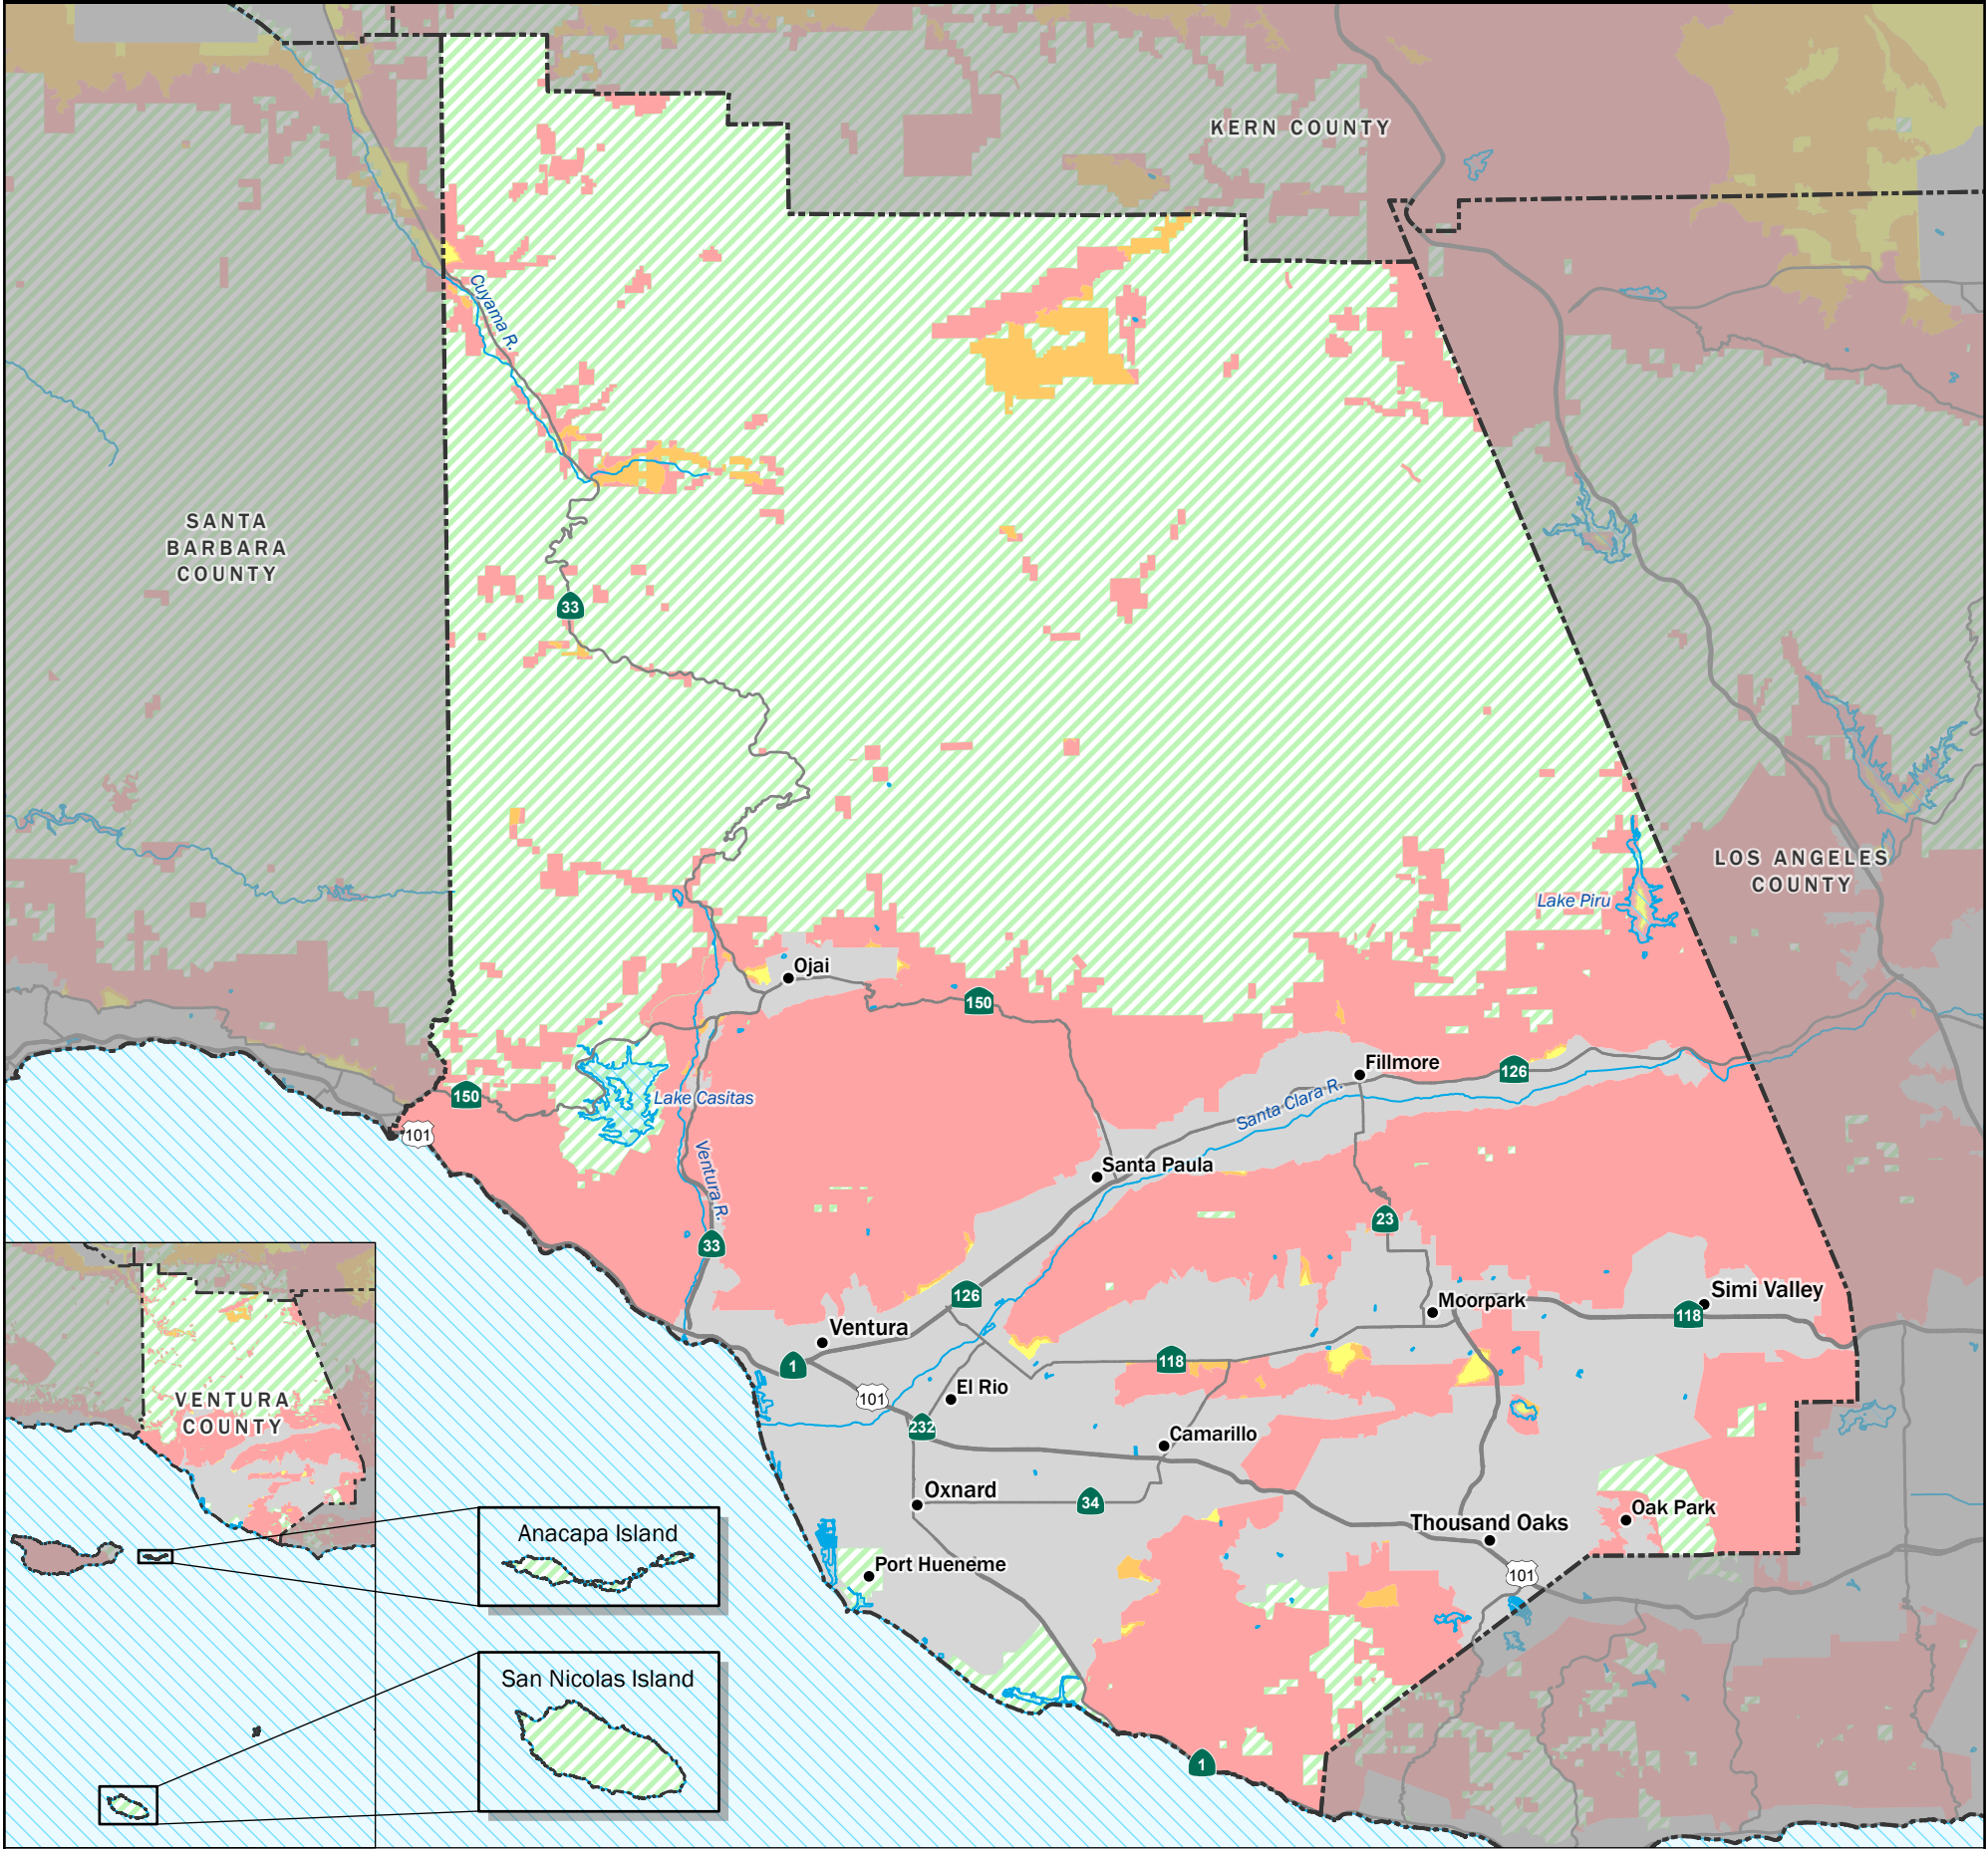 KERN COUNTY
Cuyama R.
SANTA
BARBARA
COUNTY
33
LOS ANGELES
COUNTY
Lake Piru
Ojai
150
Fillmore
126
150
Lake Casitas
Santa Clara R.
101
Ventura R.
Santa Paula
23
33
126
Moorpark
Simi Valley
118
Ventura
1
118
El Rio
101
232
Camarillo
VENTURA
COUNTY
Oxnard
34
Oak Park
Thousand Oaks
Anacapa Island
Port Hueneme
101
San Nicolas Island
1